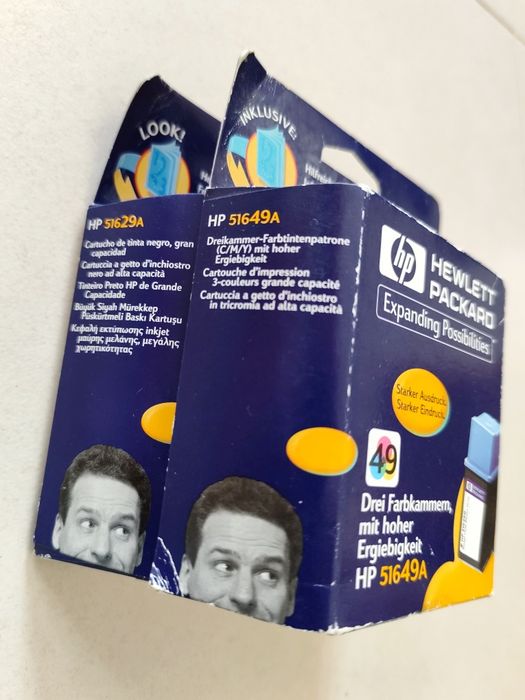 LOOK!
HP 51629A
Cartucho de tinta negro, gran
capacidad
Cartuccia a getto d'inchiostro
nero ad alta capacità
Tinteiro Preto HP de Grande
Capacidade
Büyük Siyah Mürekkep
Püskürtmeli Baskı Kartuşu
Κεφαλή εκτύπωσης inkjet
μαύρης μελάνης, μεγάλης
χωρητικότητας
INKLUSIVE:
HP 51649A
Dreikammer-Farbtintenpatrone
(C/M/Y) mit hoher
Ergiebigkeit
Cartouche d'impression
3-couleurs grande capacité
Cartuccia a getto d'inchiostro
in tricromia ad alta capacità
hp
HEWLETT
PACKARD
Expanding Possibilities
Starker Ausdruck.
Starker Eindruck.
49
Drei Farbkammern,
mit hoher
Ergiebigkeit
HP 51649A